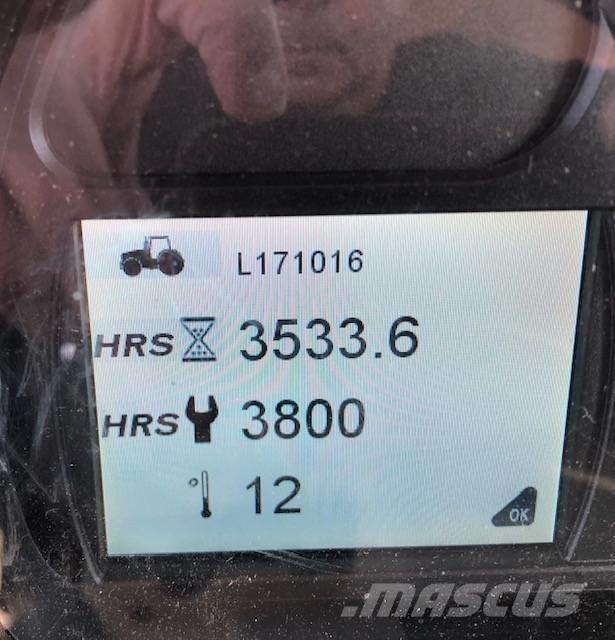 L171016
HRS 3533.6
HRS 3800
° 12
OK
MASCUS